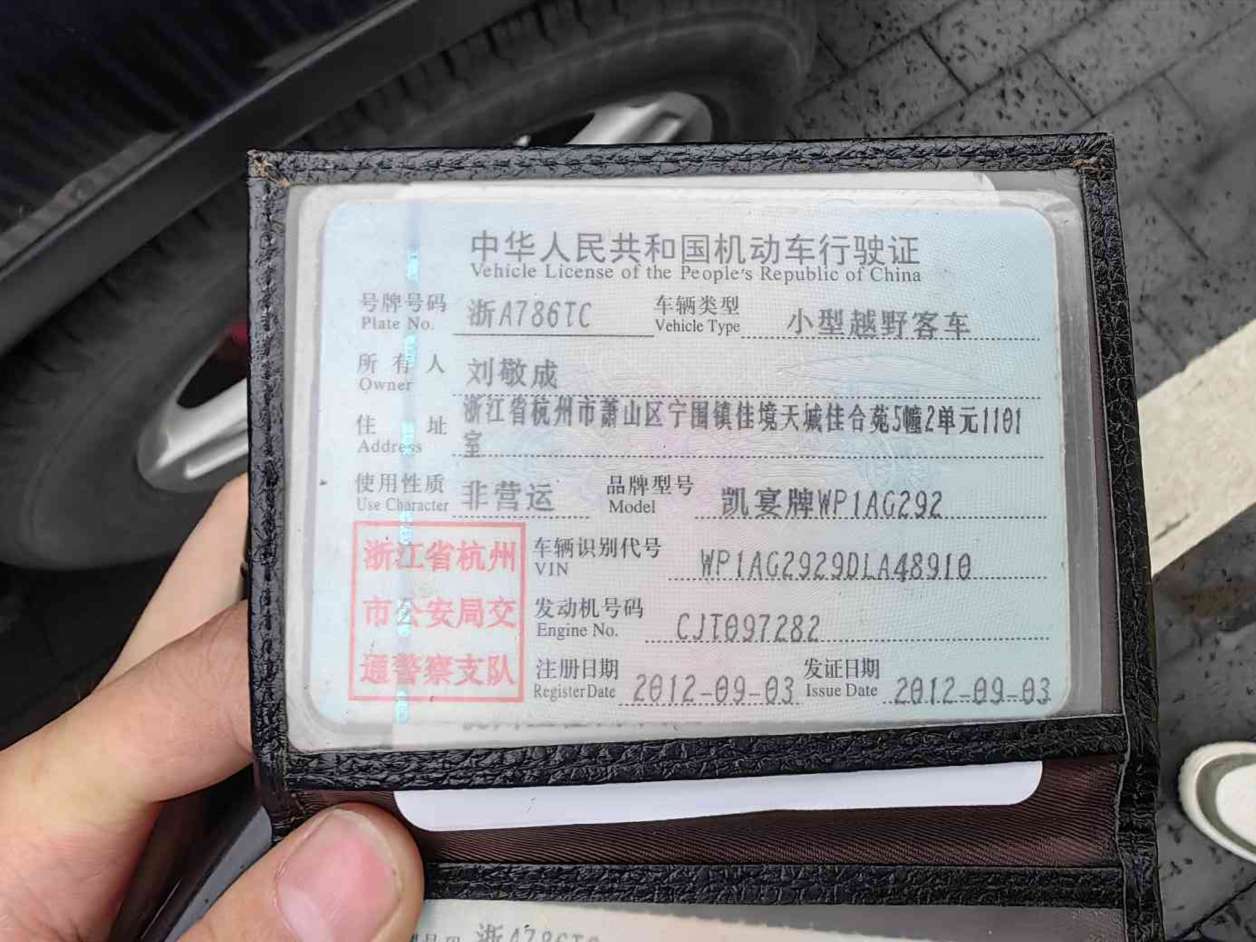 中华人民共和国机动车行驶证
Vehicle License of the People's Republic of China
号牌号码 浙A786TC 车辆类型 小型越野客车
Plate No. Vehicle Type
所有人 刘敬成
Owner
住址 浙江省杭州市萧山区宁围镇佳境天城佳合苑5幢2单元1101
Address 室
使用性质 非营运 品牌型号 凯宴牌WP1AG292
Use Character Model
浙江省杭州
市公安局交
通警察支队
车辆识别代号 WP1AG2929DLA48910
VIN
发动机号码 CJT097282
Engine No.
注册日期 2012-09-03 发证日期 2012-09-03
Register Date Issue Date
浙A786TC